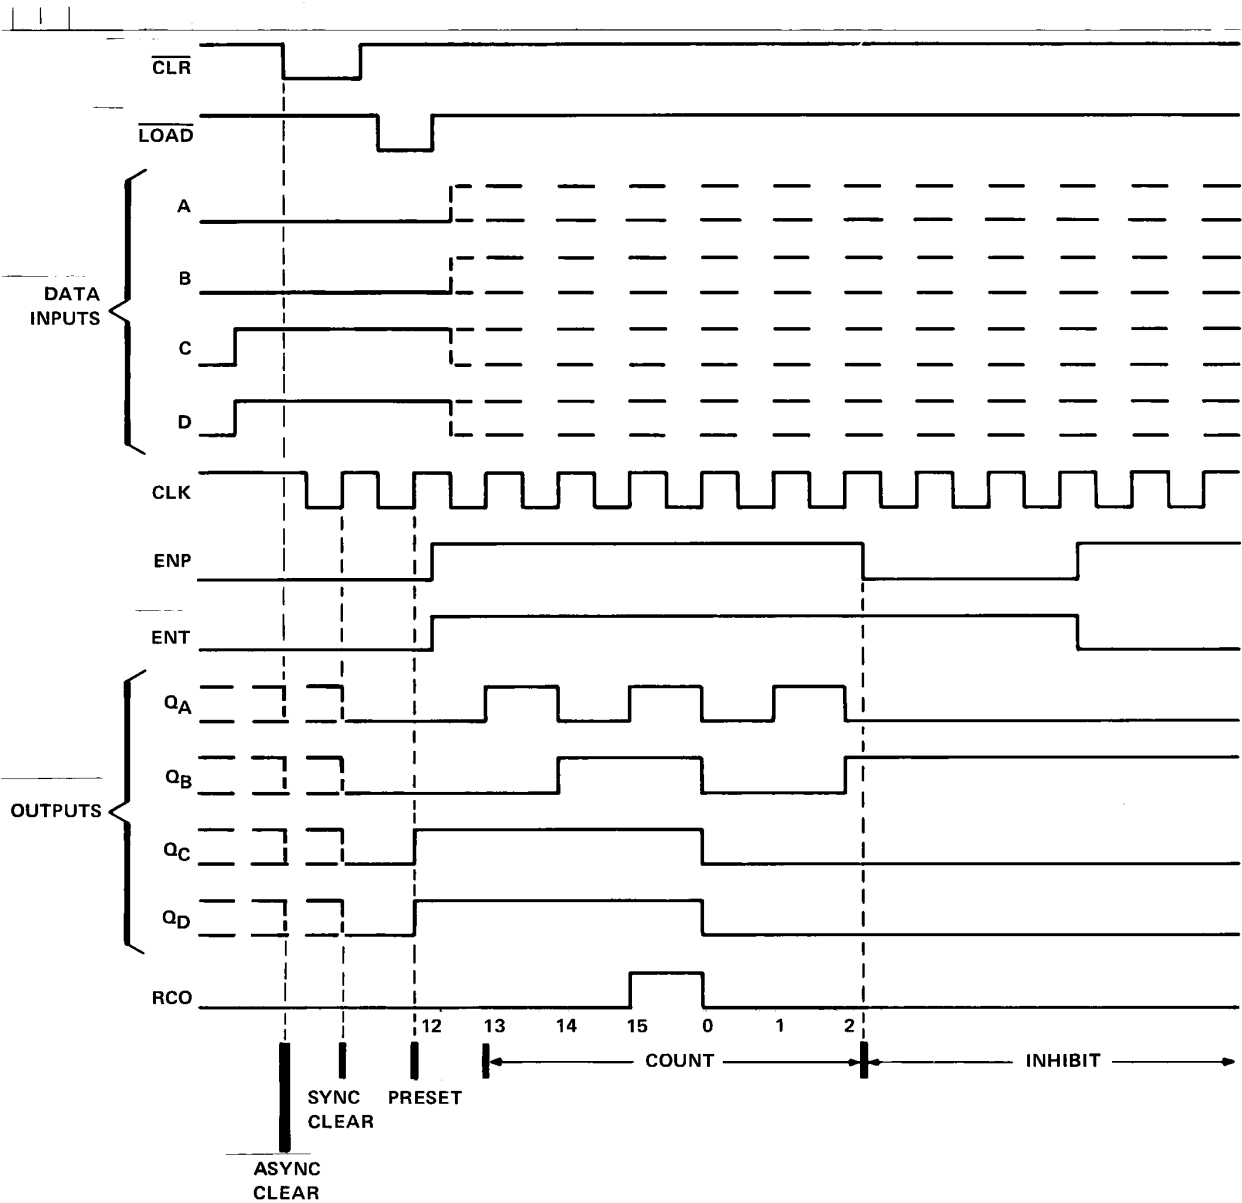 CLR
LOAD
A
B
DATA
INPUTS
C
D
CLK
ENP
ENT
QA
QB
OUTPUTS
QC
QD
RCO
12 13 14 15 0 1 2
COUNT INHIBIT
SYNC
CLEAR
PRESET
ASYNC
CLEAR